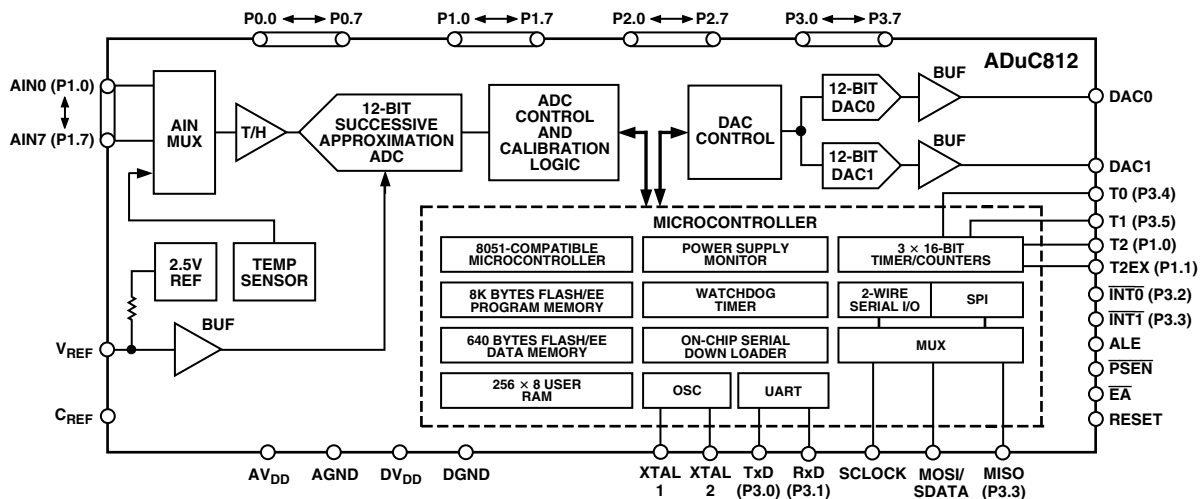 P0.0 P0.7
P1.0 P1.7
P2.0 P2.7
P3.0 P3.7
ADuC812
AIN0 (P1.0)
AIN7 (P1.7)
AIN
MUX
T/H
12-BIT
SUCCESSIVE
APPROXIMATION
ADC
ADC
CONTROL
AND
CALIBRATION
LOGIC
DAC
CONTROL
12-BIT
DAC0
BUF
DAC0
12-BIT
DAC1
BUF
DAC1
T0 (P3.4)
T1 (P3.5)
T2 (P1.0)
T2EX (P1.1)
INT0 (P3.2)
INT1 (P3.3)
ALE
PSEN
EA
RESET
2.5V
REF
TEMP
SENSOR
BUF
VREF
CREF
MICROCONTROLLER
8051-COMPATIBLE
MICROCONTROLLER
POWER SUPPLY
MONITOR
3 × 16-BIT
TIMER/COUNTERS
8K BYTES FLASH/EE
PROGRAM MEMORY
WATCHDOG
TIMER
2-WIRE
SERIAL I/O
SPI
640 BYTES FLASH/EE
DATA MEMORY
ON-CHIP SERIAL
DOWN LOADER
MUX
256 × 8 USER
RAM
OSC
UART
AVDD
AGND
DVDD
DGND
XTAL
1
XTAL
2
TxD
(P3.0)
RxD
(P3.1)
SCLOCK
MOSI/
SDATA
MISO
(P3.3)